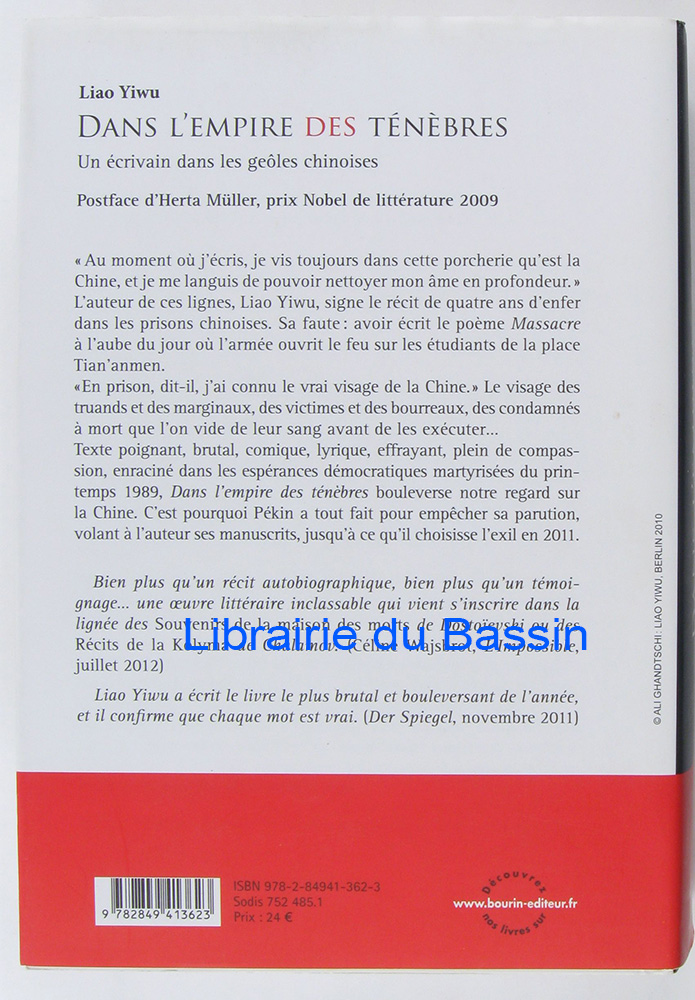 Liao Yiwu
DANS L'EMPIRE DES TÉNÈBRES
Un écrivain dans les geôles chinoises
Postface d'Herta Müller, prix Nobel de littérature 2009
« Au moment où j'écris, je vis toujours dans cette porcherie qu'est la
Chine, et je me languis de pouvoir nettoyer mon âme en profondeur. »
L'auteur de ces lignes, Liao Yiwu, signe le récit de quatre ans d'enfer
dans les prisons chinoises. Sa faute : avoir écrit le poème Massacre
à l'aube du jour où l'armée ouvrit le feu sur les étudiants de la place
Tian'anmen.
« En prison, dit-il, j'ai connu le vrai visage de la Chine. » Le visage des
truands et des marginaux, des victimes et des bourreaux, des condamnés
à mort que l'on vide de leur sang avant de les exécuter...
Texte poignant, brutal, comique, lyrique, effrayant, plein de compas-
sion, enraciné dans les espérances démocratiques martyrisées du prin-
temps 1989, Dans l'empire des ténèbres bouleverse notre regard sur
la Chine. C'est pourquoi Pékin a tout fait pour empêcher sa parution,
volant à l'auteur ses manuscrits, jusqu'à ce qu'il choisisse l'exil en 2011.
Bien plus qu'un récit autobiographique, bien plus qu'un témoi-
gnage... une œuvre littéraire inclassable qui vient s'inscrire dans la
lignée des Souvenirs de la maison des morts de Dostoïevski ou des
Librairie du Bassin
Récits de la Kolyma de Chalamov. (Céline Wajsbrot, L'Impossible,
juillet 2012)
Liao Yiwu a écrit le livre le plus brutal et bouleversant de l'année,
et il confirme que chaque mot est vrai. (Der Spiegel, novembre 2011)
© ALI GHANDTSCHI : LIAO YIWU, BERLIN 2010
ISBN 978-2-84941-362-3
Sodis 752 485.1
Prix : 24 €
9 782849 413623
Découvrez
www.bourin-editeur.fr
nos livres sur